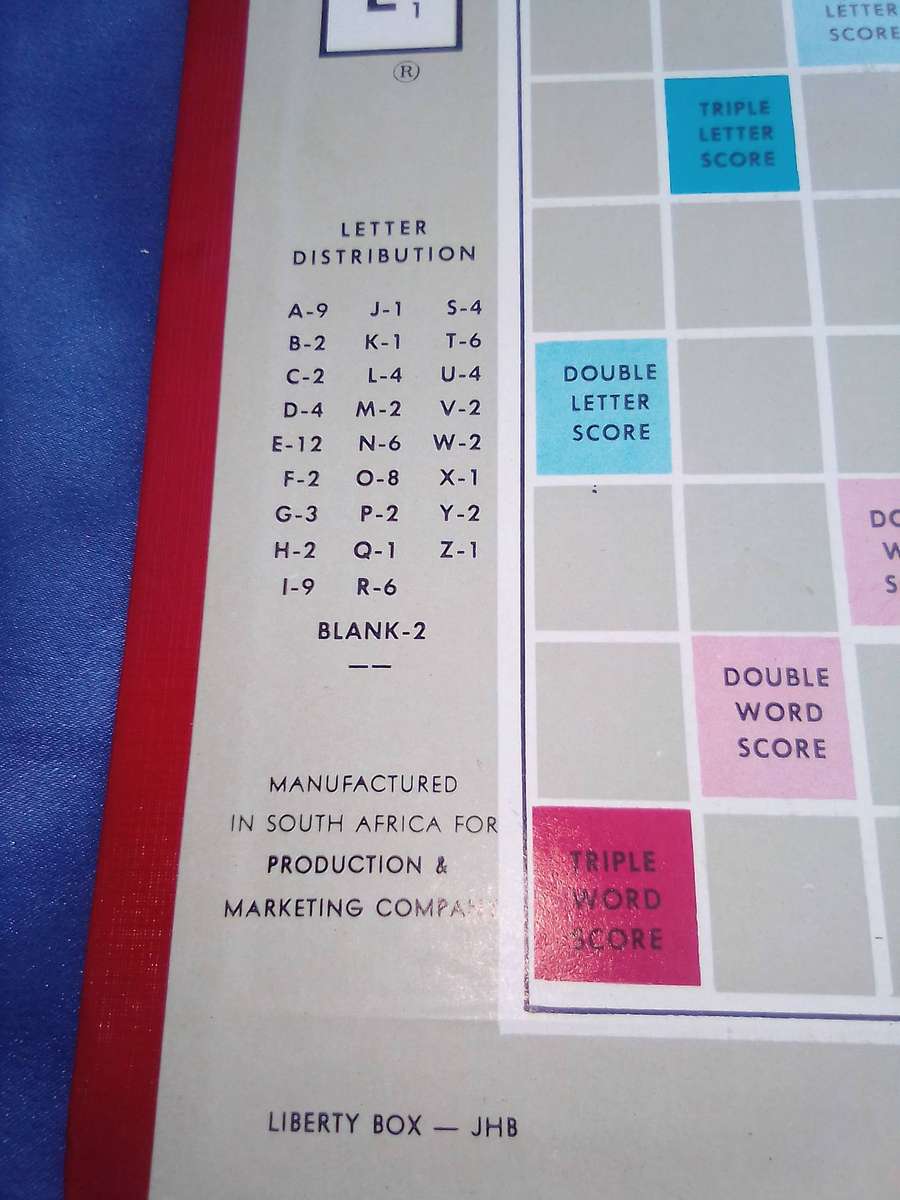 L 1
®
LETTER
DISTRIBUTION
A-9 J-1 S-4
B-2 K-1 T-6
C-2 L-4 U-4
D-4 M-2 V-2
E-12 N-6 W-2
F-2 O-8 X-1
G-3 P-2 Y-2
H-2 Q-1 Z-1
I-9 R-6
BLANK-2
MANUFACTURED
IN SOUTH AFRICA FOR
PRODUCTION &
MARKETING COMPANY
LIBERTY BOX — JHB
LETTER
SCORE
TRIPLE
LETTER
SCORE
DOUBLE
LETTER
SCORE
DOUBLE
WORD
SCORE
TRIPLE
WORD
SCORE